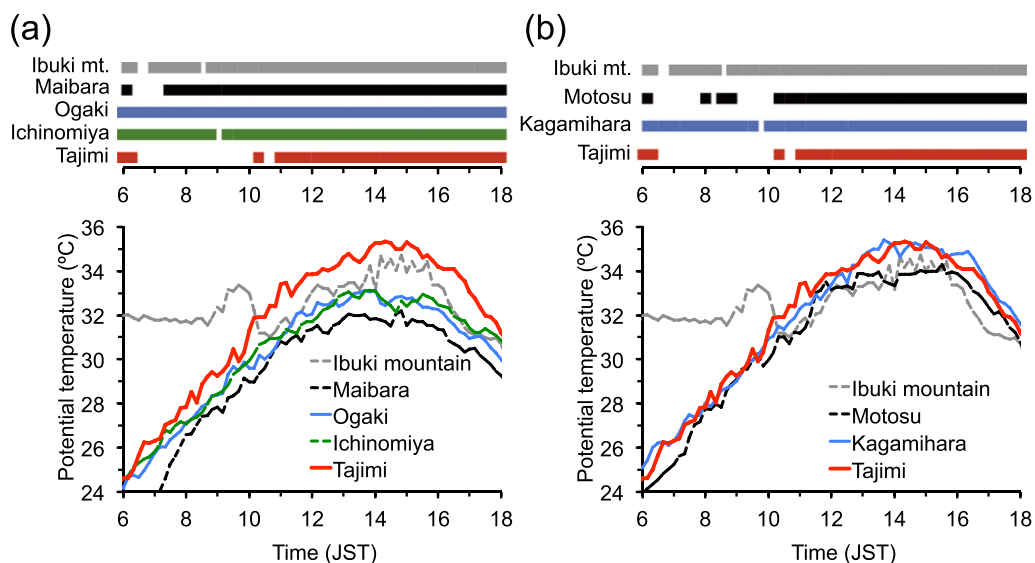 (a)
Ibuki mt.
Maibara
Ogaki
Ichinomiya
Tajimi
6 8 10 12 14 16 18
36
34
32
30
28
26
24
Potential temperature (ºC)
Ibuki mountain
Maibara
Ogaki
Ichinomiya
Tajimi
6 8 10 12 14 16 18
Time (JST)
(b)
Ibuki mt.
Motosu
Kagamihara
Tajimi
6 8 10 12 14 16 18
36
34
32
30
28
26
24
Potential temperature (ºC)
Ibuki mountain
Motosu
Kagamihara
Tajimi
6 8 10 12 14 16 18
Time (JST)